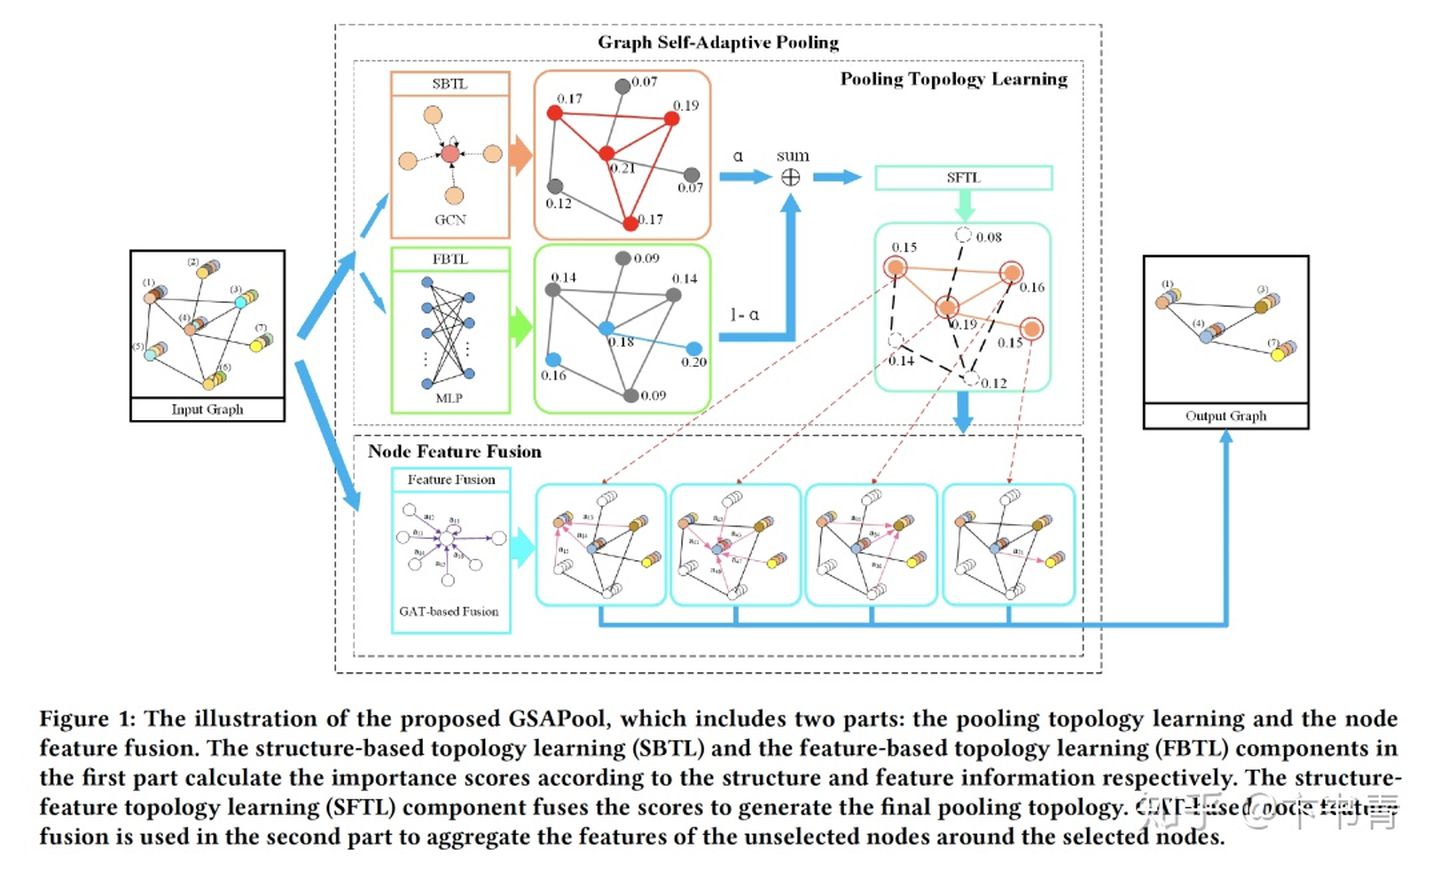 Graph Self-Adaptive Pooling
Pooling Topology Learning
SBTL
GCN
0.07
0.17
0.19
0.21
0.07
0.12
0.17
α
sum
SFTL
FBTL
MLP
0.09
0.14
0.14
0.18
0.20
0.16
0.09
1-α
0.08
0.15
0.16
0.19
0.15
0.14
0.12
(1)
(2)
(3)
(4)
(5)
(6)
(7)
Input Graph
Node Feature Fusion
Feature Fusion
GAT-based Fusion
(1)
(3)
(4)
(7)
Output Graph
Figure 1: The illustration of the proposed GSAPool, which includes two parts: the pooling topology learning and the node
feature fusion. The structure-based topology learning (SBTL) and the feature-based topology learning (FBTL) components in
the first part calculate the importance scores according to the structure and feature information respectively. The structure-
feature topology learning (SFTL) component fuses the scores to generate the final pooling topology. GAT-based node feature
fusion is used in the second part to aggregate the features of the unselected nodes around the selected nodes.
知乎 @卞书青